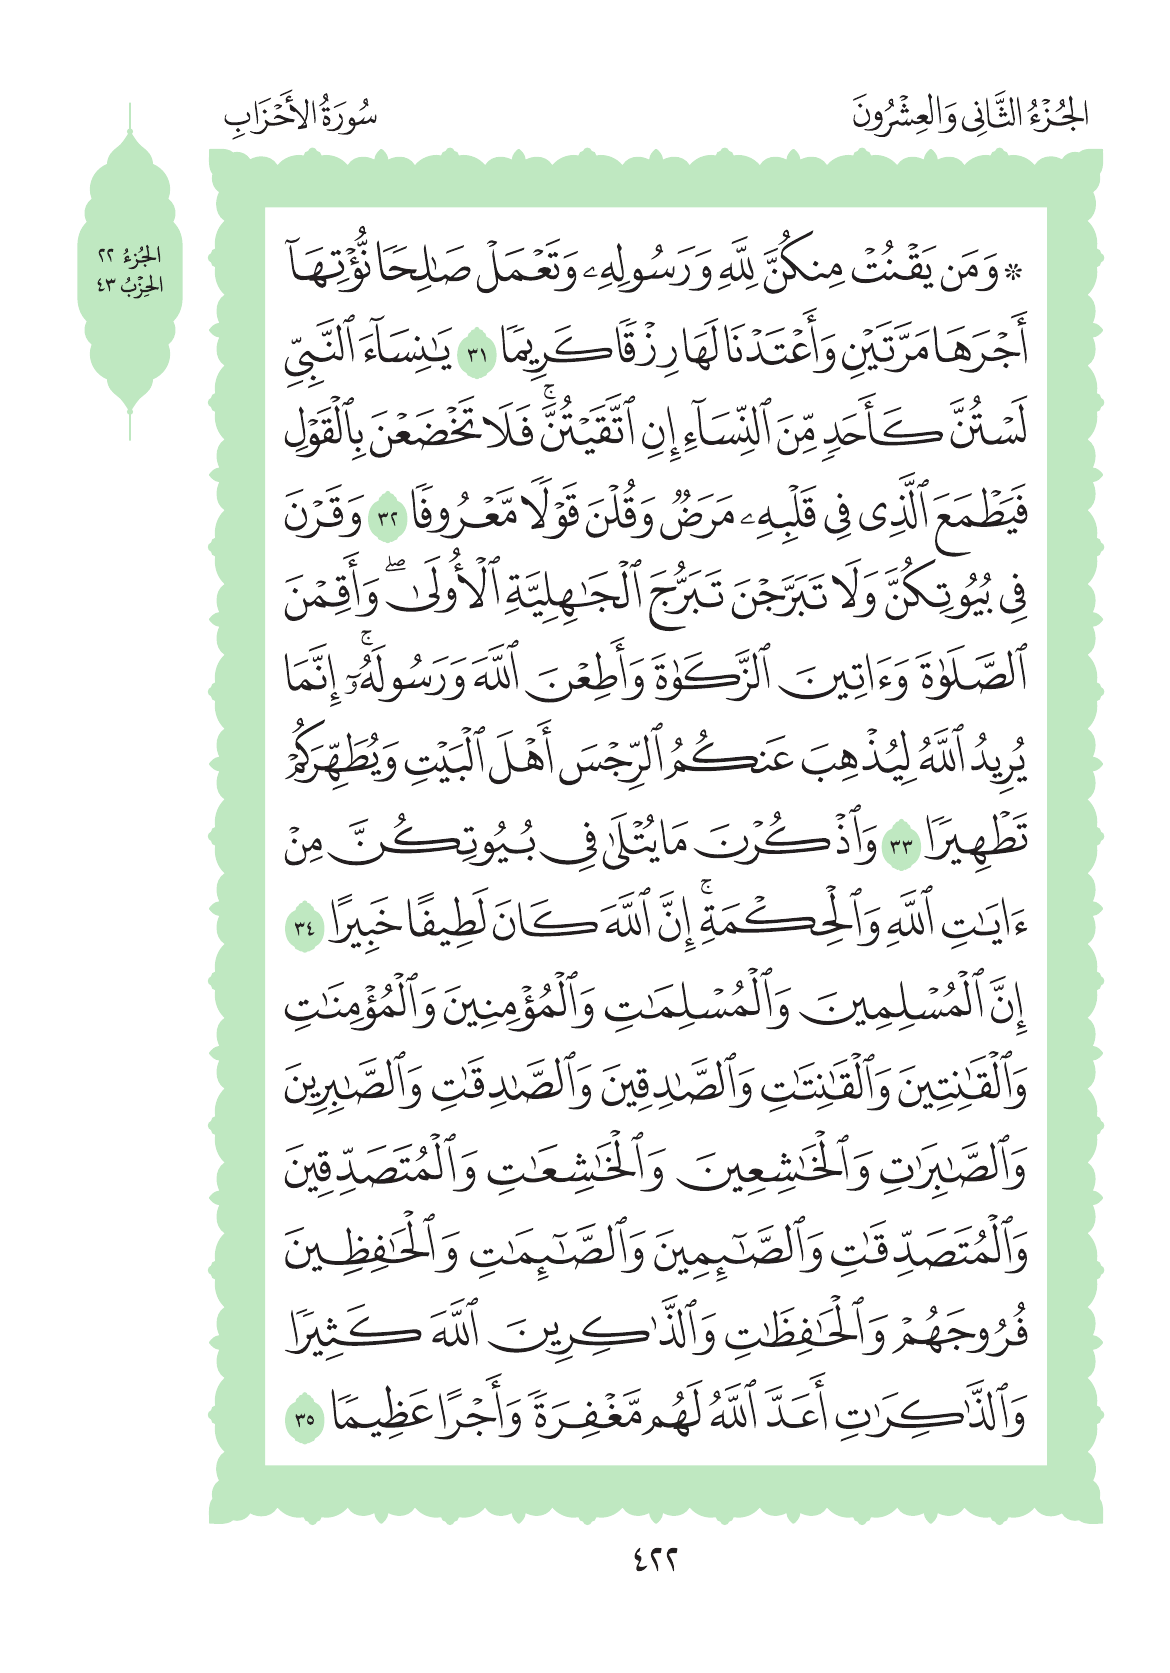 الجُزْءُ الثَّانِي وَالعِشْرُونَ
سُورَةُ الأَحْزَابِ
الجُزءُ ٢٢
الحِزْبُ ٤٣
* وَمَن يَقْنُتْ مِنكُنَّ لِلَّهِ وَرَسُولِهِۦ وَتَعْمَلْ صَٰلِحًا نُّؤْتِهَآ
أَجْرَهَا مَرَّتَيْنِ وَأَعْتَدْنَا لَهَا رِزْقًا كَرِيمًا ٣١ يَٰنِسَآءَ ٱلنَّبِيِّ
لَسْتُنَّ كَأَحَدٍ مِّنَ ٱلنِّسَآءِ إِنِ ٱتَّقَيْتُنَّۚ فَلَا تَخْضَعْنَ بِٱلْقَوْلِ
فَيَطْمَعَ ٱلَّذِى فِى قَلْبِهِۦ مَرَضٌ وَقُلْنَ قَوْلًا مَّعْرُوفًا ٣٢ وَقَرْنَ
فِى بُيُوتِكُنَّ وَلَا تَبَرَّجْنَ تَبَرُّجَ ٱلْجَٰهِلِيَّةِ ٱلْأُولَىٰۖ وَأَقِمْنَ
ٱلصَّلَوٰةَ وَءَاتِينَ ٱلزَّكَوٰةَ وَأَطِعْنَ ٱللَّهَ وَرَسُولَهُۥٓۚ إِنَّمَا
يُرِيدُ ٱللَّهُ لِيُذْهِبَ عَنكُمُ ٱلرِّجْسَ أَهْلَ ٱلْبَيْتِ وَيُطَهِّرَكُمْ
تَطْهِيرًا ٣٣ وَٱذْكُرْنَ مَا يُتْلَىٰ فِى بُيُوتِكُنَّ مِنْ
ءَايَٰتِ ٱللَّهِ وَٱلْحِكْمَةِۚ إِنَّ ٱللَّهَ كَانَ لَطِيفًا خَبِيرًا ٣٤
إِنَّ ٱلْمُسْلِمِينَ وَٱلْمُسْلِمَٰتِ وَٱلْمُؤْمِنِينَ وَٱلْمُؤْمِنَٰتِ
وَٱلْقَٰنِتِينَ وَٱلْقَٰنِتَٰتِ وَٱلصَّٰدِقِينَ وَٱلصَّٰدِقَٰتِ وَٱلصَّٰبِرِينَ
وَٱلصَّٰبِرَٰتِ وَٱلْخَٰشِعِينَ وَٱلْخَٰشِعَٰتِ وَٱلْمُتَصَدِّقِينَ
وَٱلْمُتَصَدِّقَٰتِ وَٱلصَّٰٓئِمِينَ وَٱلصَّٰٓئِمَٰتِ وَٱلْحَٰفِظِينَ
فُرُوجَهُمْ وَٱلْحَٰفِظَٰتِ وَٱلذَّٰكِرِينَ ٱللَّهَ كَثِيرًا
وَٱلذَّٰكِرَٰتِ أَعَدَّ ٱللَّهُ لَهُم مَّغْفِرَةً وَأَجْرًا عَظِيمًا ٣٥
٤٢٢